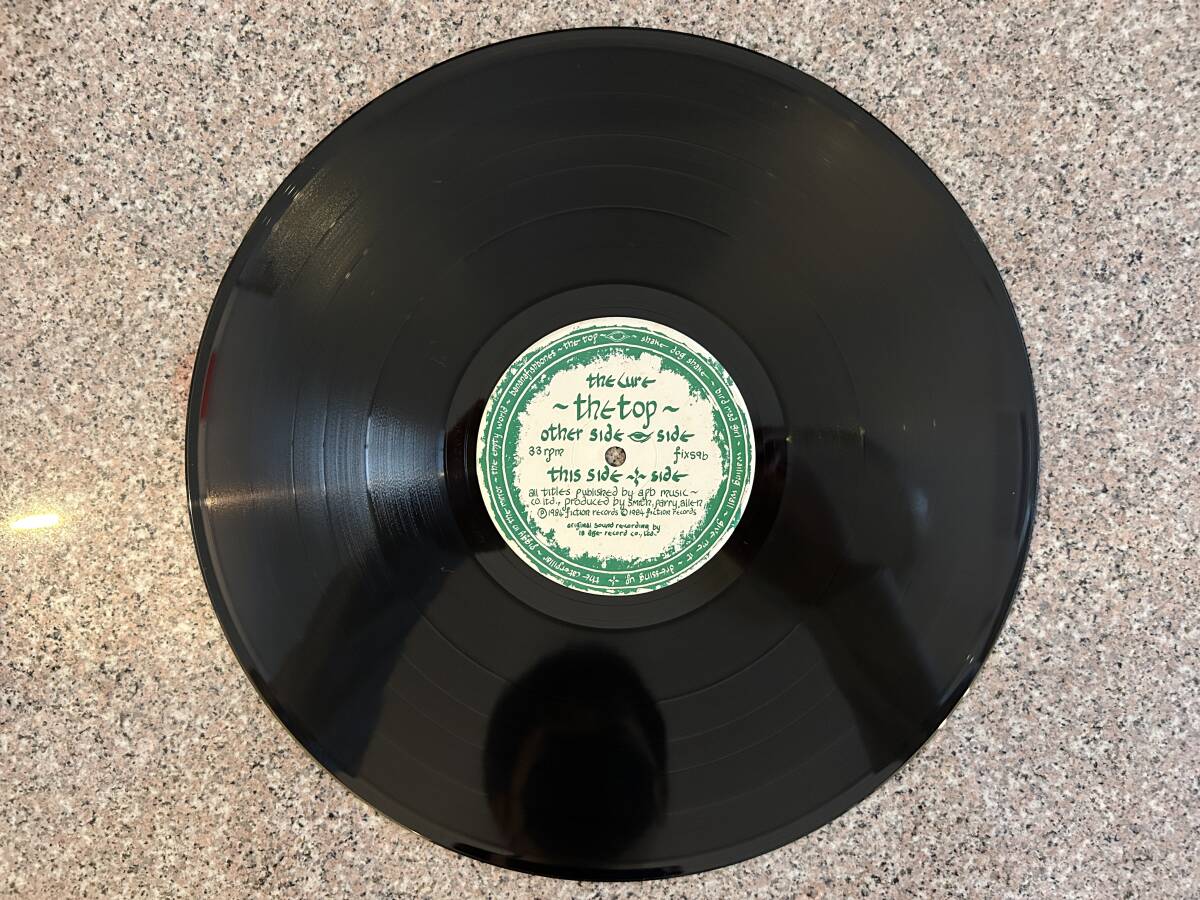 the cure
~ the top ~
other side side
33 rpm fixs9b
this side side
all titles published by apb music ~
co. ltd., produced by smith, parry, allen
℗ 1984 fiction records © 1984 fiction records
original sound recording by
"is dge record co., ltd."
~ shake dog shake ~ bird mad girl ~ wailing wall ~ give me it ~ dressing up
~ the caterpillar ~ piggy in the mirror ~ the empty world ~ bananafishbones ~ the top ~